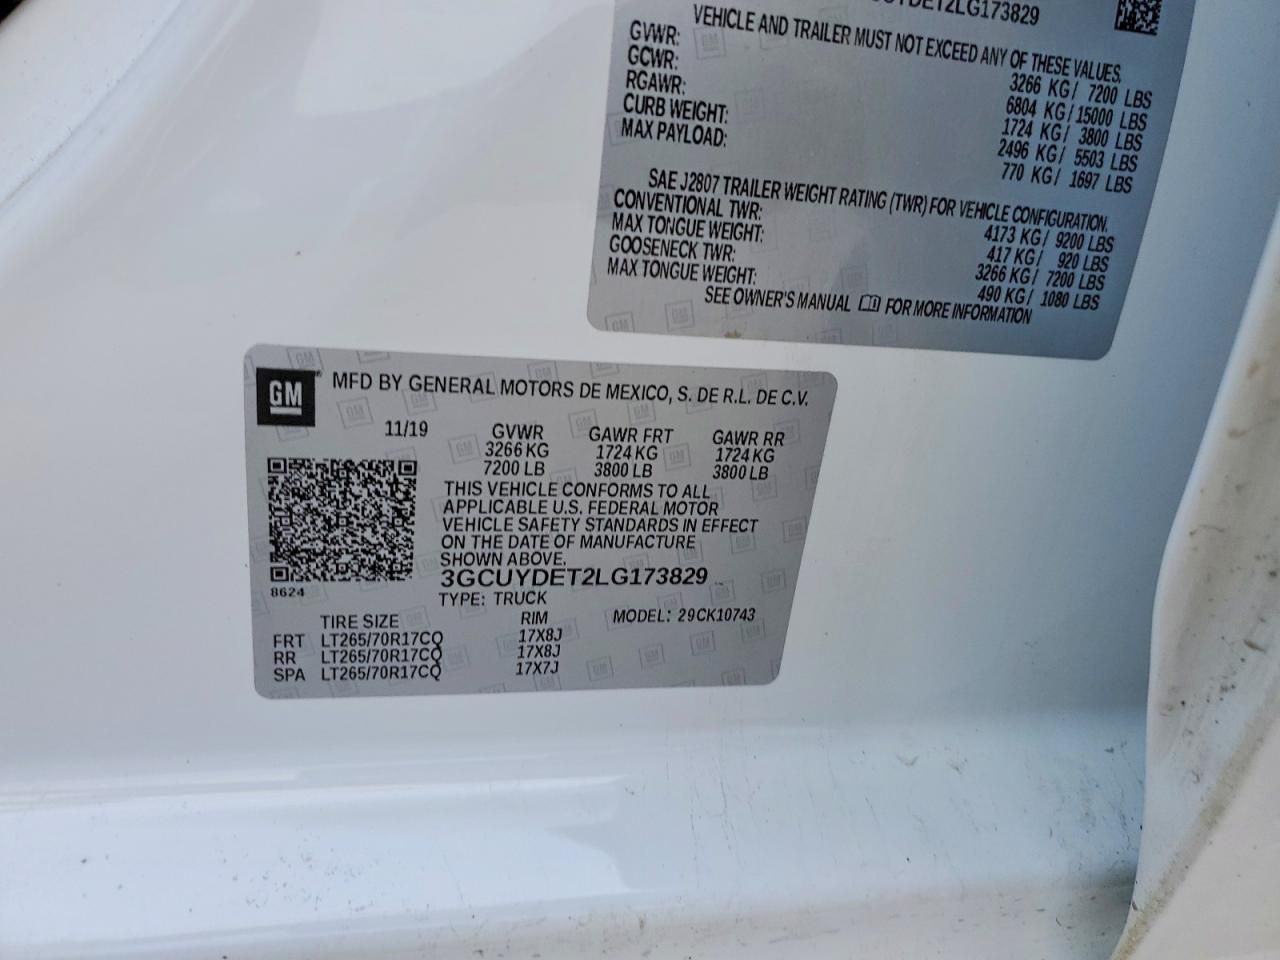 CUYDET2LG173829
VEHICLE AND TRAILER MUST NOT EXCEED ANY OF THESE VALUES.
GVWR: 3266 KG/ 7200 LBS
GCWR: 6804 KG/15000 LBS
RGAWR: 1724 KG/ 3800 LBS
CURB WEIGHT: 2496 KG/ 5503 LBS
MAX PAYLOAD: 770 KG/ 1697 LBS
SAE J2807 TRAILER WEIGHT RATING (TWR) FOR VEHICLE CONFIGURATION.
CONVENTIONAL TWR: 4173 KG/ 9200 LBS
MAX TONGUE WEIGHT: 417 KG/ 920 LBS
GOOSENECK TWR: 3266 KG/ 7200 LBS
MAX TONGUE WEIGHT: 490 KG/ 1080 LBS
SEE OWNER'S MANUAL FOR MORE INFORMATION
GM® MFD BY GENERAL MOTORS DE MEXICO, S. DE R.L. DE C.V.
11/19 GVWR GAWR FRT GAWR RR
3266 KG 1724 KG 1724 KG
7200 LB 3800 LB 3800 LB
THIS VEHICLE CONFORMS TO ALL
APPLICABLE U.S. FEDERAL MOTOR
VEHICLE SAFETY STANDARDS IN EFFECT
ON THE DATE OF MANUFACTURE
SHOWN ABOVE.
3GCUYDET2LG173829
8624
TYPE: TRUCK
TIRE SIZE RIM MODEL: 29CK10743
FRT LT265/70R17CQ 17X8J
RR LT265/70R17CQ 17X8J
SPA LT265/70R17CQ 17X7J